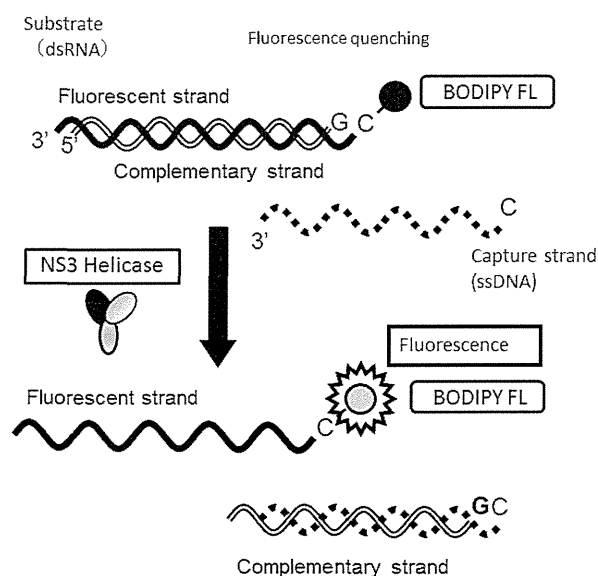 Substrate
(dsRNA)
Fluorescence quenching
BODIPY FL
Fluorescent strand
G C
3' 5'
Complementary strand
C
3'
Capture strand
(ssDNA)
NS3 Helicase
Fluorescence
BODIPY FL
Fluorescent strand
C
GC
Complementary strand